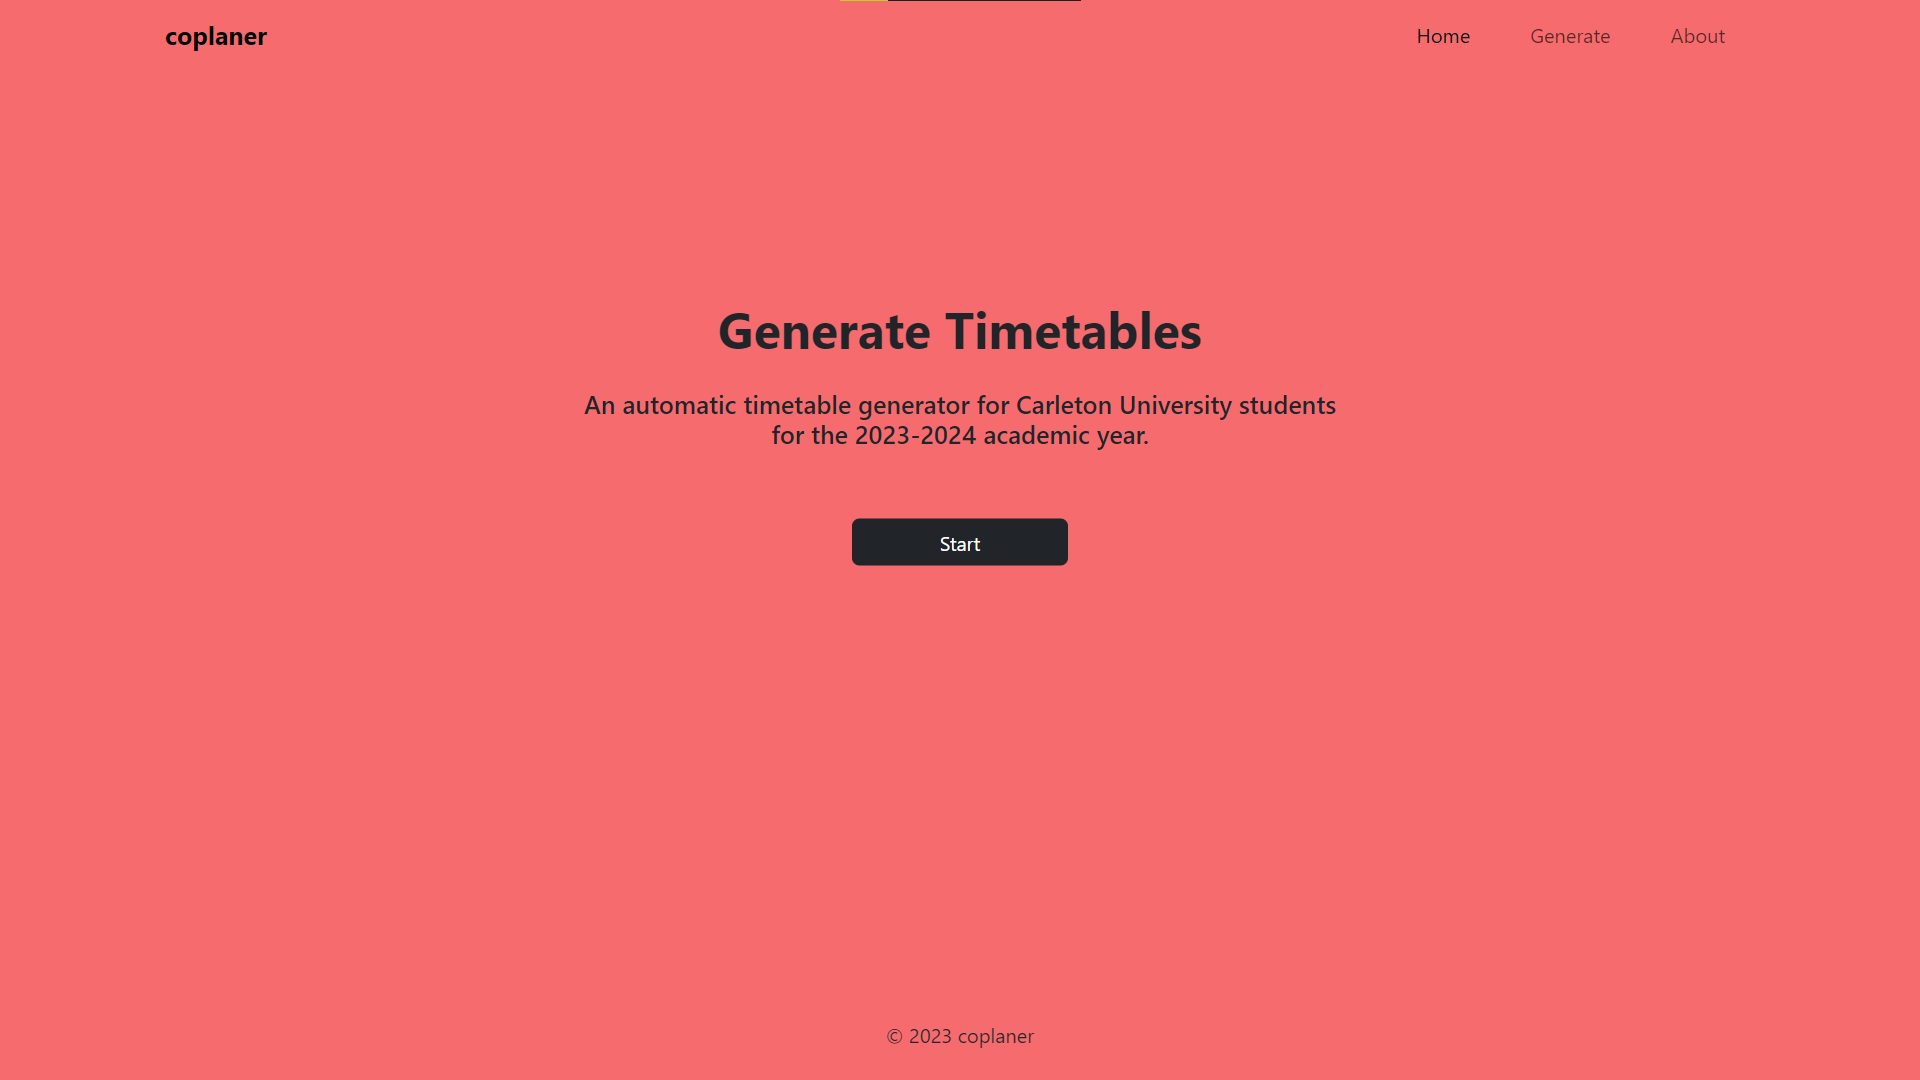 coplaner
Home
Generate
About
Generate Timetables
An automatic timetable generator for Carleton University students
for the 2023-2024 academic year.
Start
© 2023 coplaner